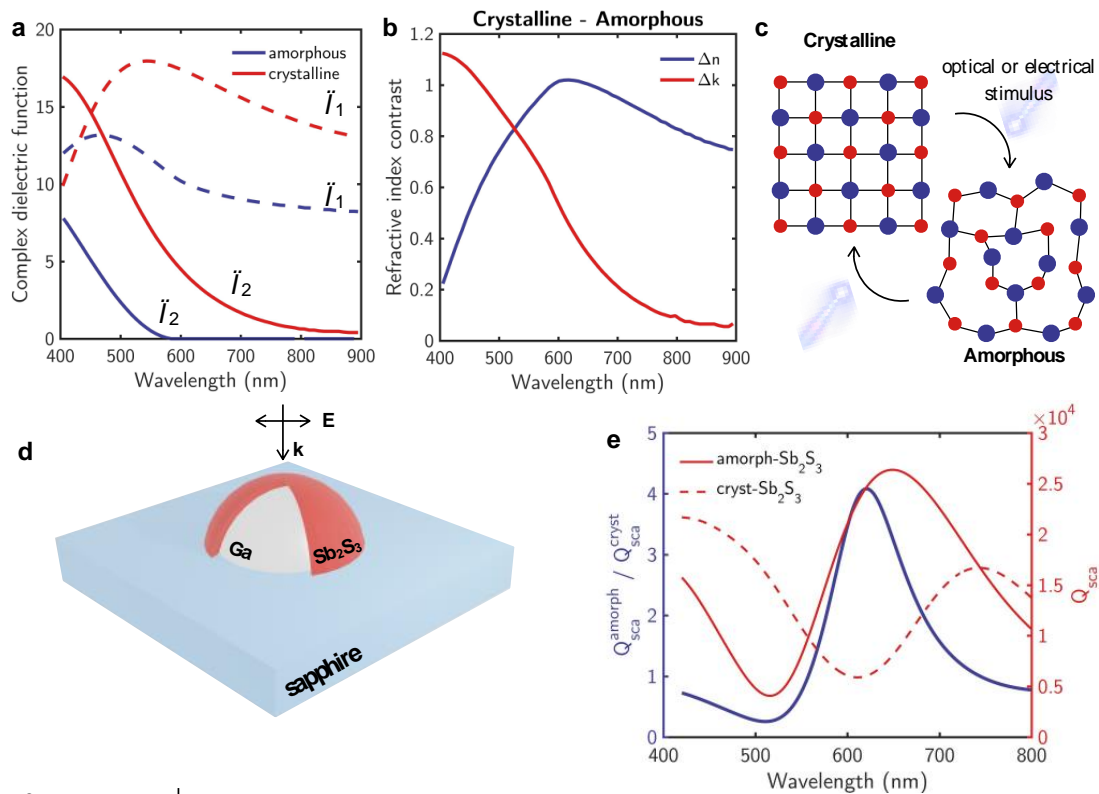 a
20
15
10
5
0
400 500 600 700 800 900
Complex dielectric function
Wavelength (nm)
amorphous
crystalline
Ï1
Ï1
Ï2
Ï2
b
Crystalline - Amorphous
1.2
1
0.8
0.6
0.4
0.2
0
400 500 600 700 800 900
Refractive index contrast
Wavelength (nm)
Δn
Δk
c
Crystalline
optical or electrical
stimulus
Amorphous
d
E
k
Ga
Sb2S3
sapphire
e
5
4
3
2
1
0
400 500 600 700 800
Q_sca^amorph / Q_sca^cryst
Wavelength (nm)
amorph-Sb2S3
cryst-Sb2S3
×10^4
3
2.5
2
1.5
1
0.5
0
Q_sca